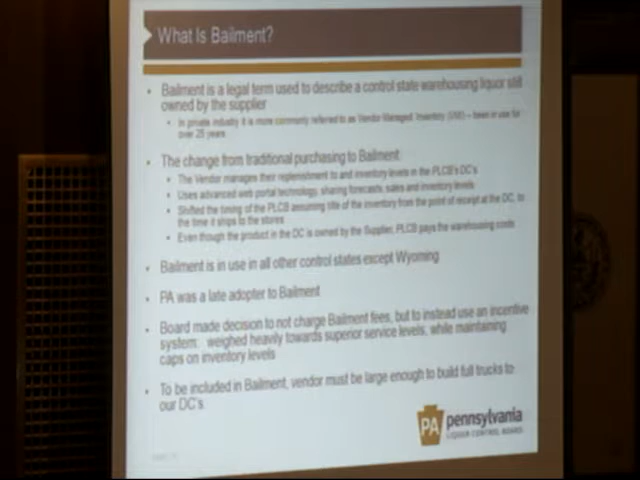 What Is Bailment?
• Bailment is a legal term used to describe a control state warehousing liquor still
owned by the supplier
• In private industry it is more commonly referred to as Vendor Managed Inventory (VMI) – been in use for
over 25 years
• The change from traditional purchasing to Bailment:
• The Vendor manages their replenishment to and inventory levels in the PLCB's DC's
• Uses advanced web portal technology, sharing forecasts, sales and inventory levels
• Shifted the timing of the PLCB assuming title of the inventory from the point of receipt at the DC, to
the time it ships to the stores
• Even though the product in the DC is owned by the Supplier, PLCB pays the warehousing costs
• Bailment is in use in all other control states except Wyoming
• PA was a late adopter to Bailment
• Board made decision to not charge Bailment fees, but to instead use an incentive
system: weighed heavily towards superior service levels, while maintaining
caps on inventory levels
• To be included in Bailment, vendor must be large enough to build full trucks to
our DC's
PA pennsylvania
LIQUOR CONTROL BOARD